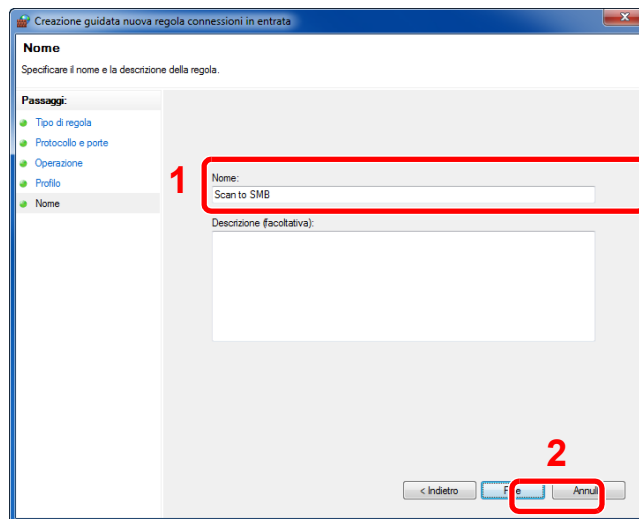 Creazione guidata nuova regola connessioni in entrata
Nome
Specificare il nome e la descrizione della regola.
Passaggi:
Tipo di regola
Protocollo e porte
Operazione
Profilo
Nome
1
Nome:
Scan to SMB
Descrizione (facoltativa):
2
< Indietro